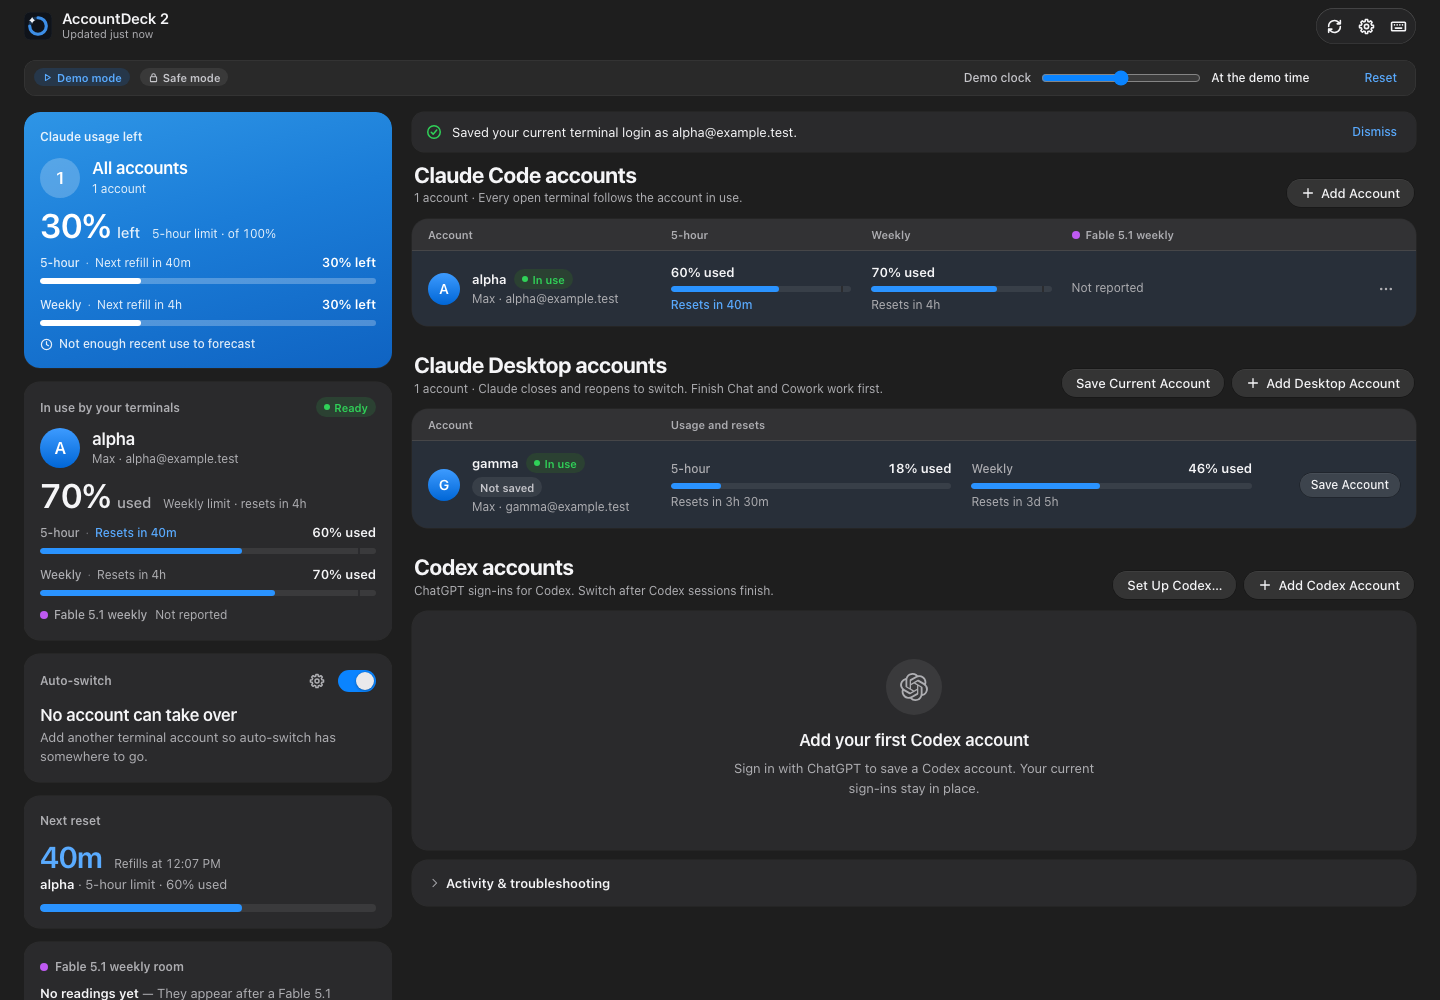 AccountDeck 2
Updated just now
Demo mode
Safe mode
Demo clock
At the demo time
Reset
Claude usage left
1
All accounts
1 account
30% left 5-hour limit · of 100%
5-hour · Next refill in 40m 30% left
Weekly · Next refill in 4h 30% left
Not enough recent use to forecast
In use by your terminals
Ready
A
alpha
Max · alpha@example.test
70% used Weekly limit · resets in 4h
5-hour · Resets in 40m 60% used
Weekly · Resets in 4h 70% used
Fable 5.1 weekly Not reported
Auto-switch
No account can take over
Add another terminal account so auto-switch has
somewhere to go.
Next reset
40m Refills at 12:07 PM
alpha · 5-hour limit · 60% used
Fable 5.1 weekly room
No readings yet — They appear after a Fable 5.1
Saved your current terminal login as alpha@example.test.
Dismiss
Claude Code accounts
1 account · Every open terminal follows the account in use.
Add Account
Account 5-hour Weekly Fable 5.1 weekly
A
alpha In use
Max · alpha@example.test
60% used
Resets in 40m
70% used
Resets in 4h
Not reported
Claude Desktop accounts
1 account · Claude closes and reopens to switch. Finish Chat and Cowork work first.
Save Current Account
Add Desktop Account
Account Usage and resets
G
gamma In use
Not saved
Max · gamma@example.test
5-hour 18% used
Resets in 3h 30m
Weekly 46% used
Resets in 3d 5h
Save Account
Codex accounts
ChatGPT sign-ins for Codex. Switch after Codex sessions finish.
Set Up Codex...
Add Codex Account
Add your first Codex account
Sign in with ChatGPT to save a Codex account. Your current
sign-ins stay in place.
Activity & troubleshooting